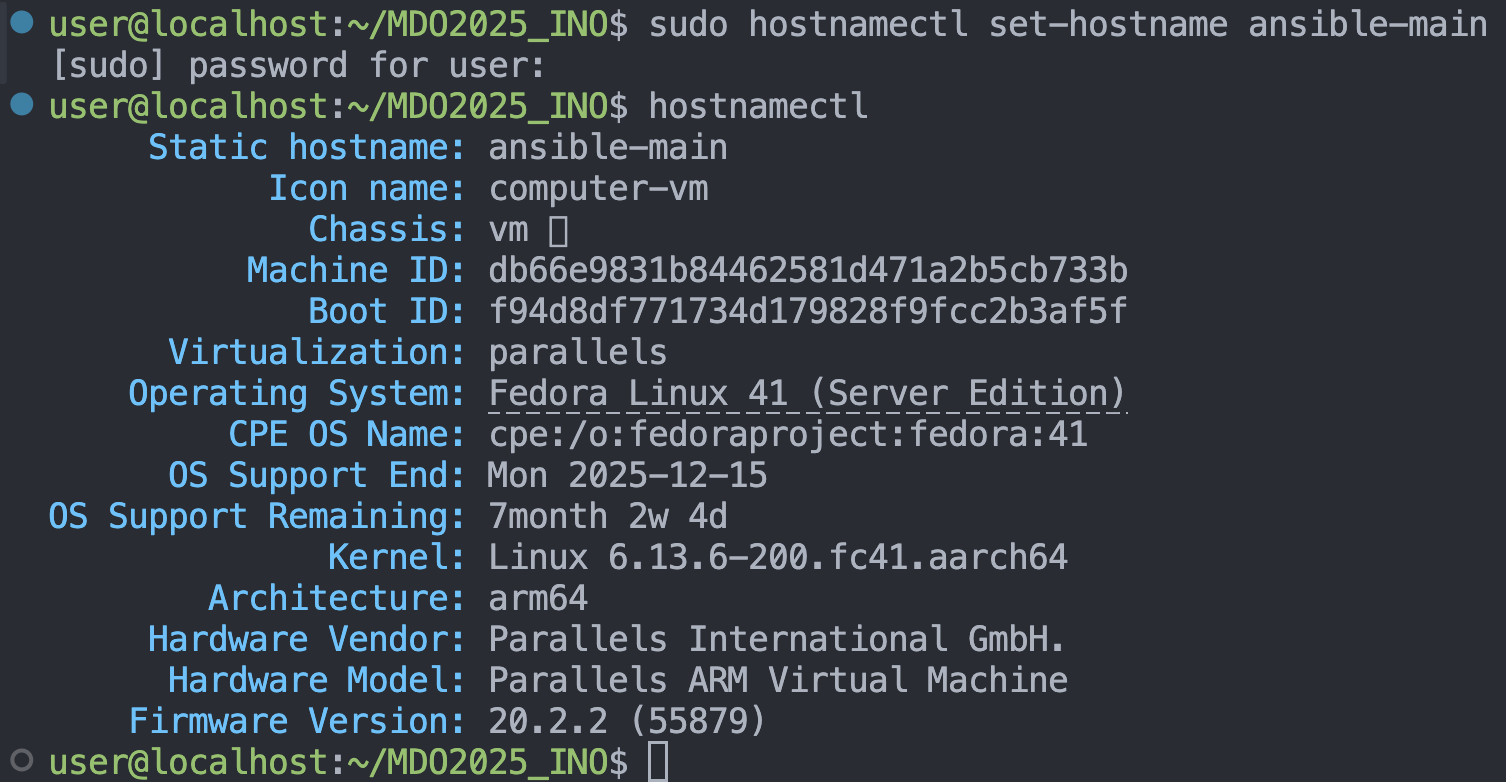 user@localhost:~/MDO2025_INO$ sudo hostnamectl set-hostname ansible-main
[sudo] password for user:
user@localhost:~/MDO2025_INO$ hostnamectl
Static hostname: ansible-main
Icon name: computer-vm
Chassis: vm
Machine ID: db66e9831b84462581d471a2b5cb733b
Boot ID: f94d8df771734d179828f9fcc2b3af5f
Virtualization: parallels
Operating System: Fedora Linux 41 (Server Edition)
CPE OS Name: cpe:/o:fedoraproject:fedora:41
OS Support End: Mon 2025-12-15
OS Support Remaining: 7month 2w 4d
Kernel: Linux 6.13.6-200.fc41.aarch64
Architecture: arm64
Hardware Vendor: Parallels International GmbH.
Hardware Model: Parallels ARM Virtual Machine
Firmware Version: 20.2.2 (55879)
user@localhost:~/MDO2025_INO$